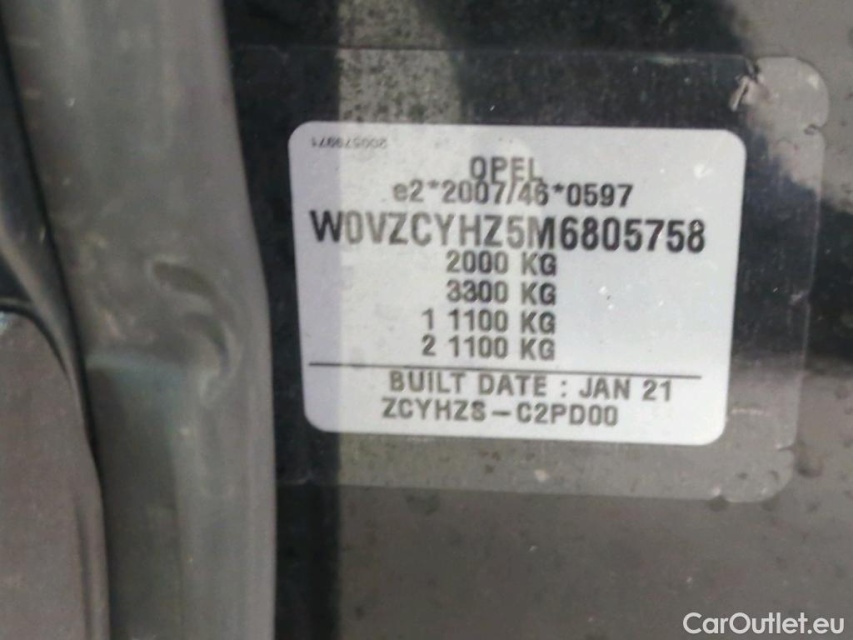 200579971
OPEL
e2*2007/46*0597
W0VZCYHZ5M6805758
2000 KG
3300 KG
1 1100 KG
2 1100 KG
BUILT DATE : JAN 21
ZCYHZS-C2PD00
CarOutlet.eu